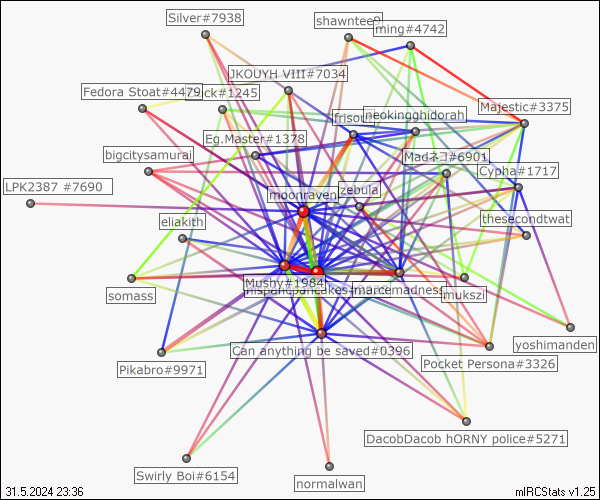 Silver#7938
shawntee0
ming#4742
JKOUYH VIII#7034
Fedora Stoat#4479
ick#1245
Majestic#3375
frisou
neokingghidorah
Eg.Master#1378
bigcitysamurai
Madネコ#6901
Cypha#1717
LPK2387 #7690
zebula
moonraven
thesecondtwat
eliakith
Mushy#1984
marcemadness
mukszi
somass
yoshimanden
Can anything be saved#0396
Pocket Persona#3326
Pikabro#9971
DacobDacob hORNY police#5271
Swirly Boi#6154
normalwan
31.5.2024 23:36
mIRCStats v1.25